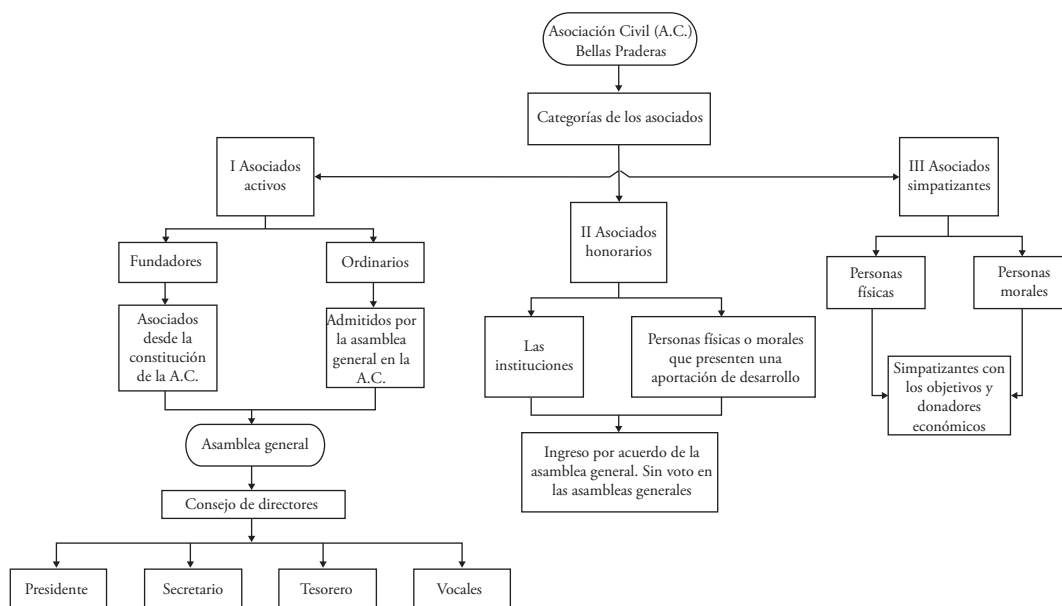 Asociación Civil (A.C.)
Bellas Praderas
Categorías de los asociados
I Asociados
activos
II Asociados
honorarios
III Asociados
simpatizantes
Fundadores
Ordinarios
Asociados
desde la
constitución
de la A.C.
Admitidos por
la asamblea
general en la
A.C.
Asamblea general
Consejo de directores
Presidente
Secretario
Tesorero
Vocales
Las
instituciones
Personas físicas o morales
que presenten una
aportación de desarrollo
Ingreso por acuerdo de la
asamblea general. Sin voto en
las asambleas generales
Personas
físicas
Personas
morales
Simpatizantes con
los objetivos y
donadores
económicos